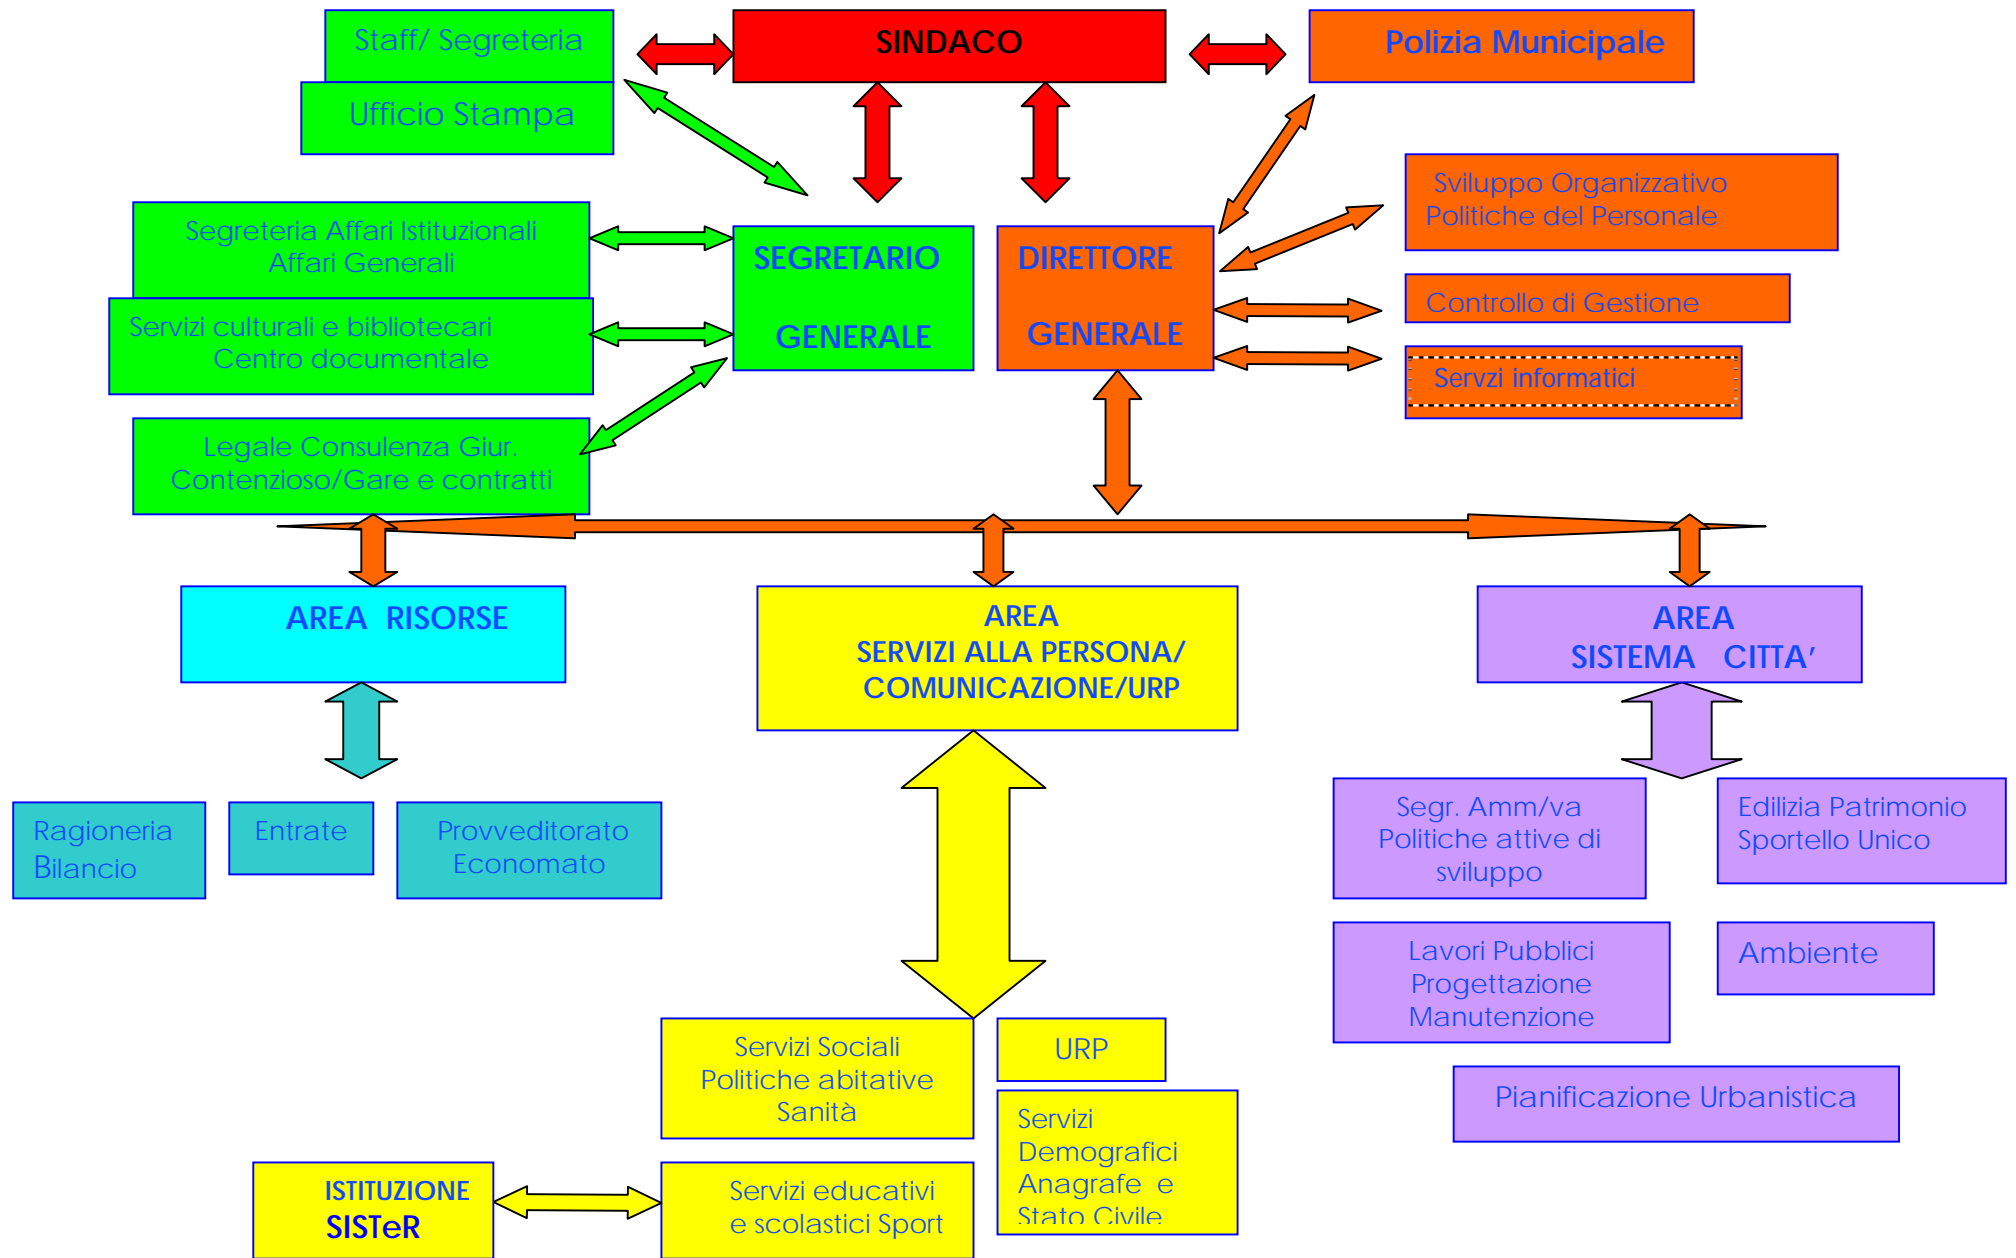 Staff/ Segreteria
Ufficio Stampa
SINDACO
Polizia Municipale
Segreteria Affari Istituzionali
Affari Generali
Servizi culturali e bibliotecari
Centro documentale
Legale Consulenza Giur.
Contenzioso/Gare e contratti
SEGRETARIO
GENERALE
DIRETTORE
GENERALE
Sviluppo Organizzativo
Politiche del Personale
Controllo di Gestione
Servzi informatici
AREA RISORSE
AREA
SERVIZI ALLA PERSONA/
COMUNICAZIONE/URP
AREA
SISTEMA CITTA'
Ragioneria
Bilancio
Entrate
Provveditorato
Economato
Segr. Amm/va
Politiche attive di
sviluppo
Edilizia Patrimonio
Sportello Unico
Lavori Pubblici
Progettazione
Manutenzione
Ambiente
Pianificazione Urbanistica
Servizi Sociali
Politiche abitative
Sanità
URP
Servizi
Demografici
Anagrafe e
Stato Civile
ISTITUZIONE
SISTeR
Servizi educativi
e scolastici Sport